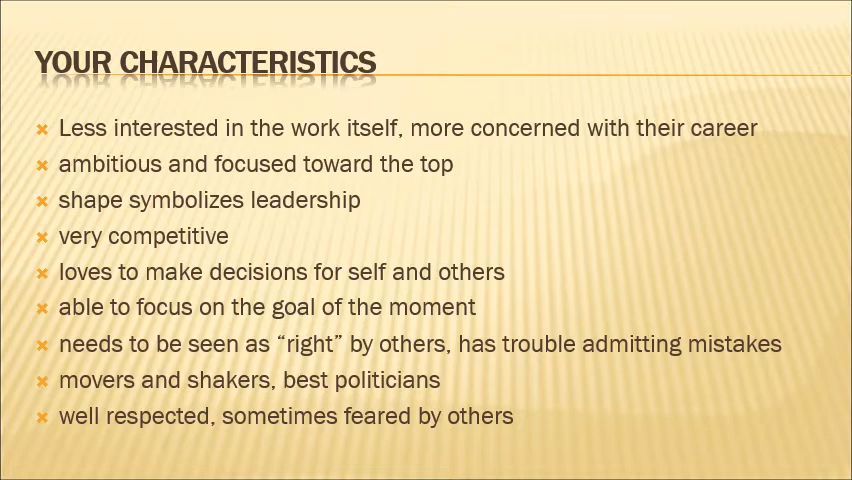 YOUR CHARACTERISTICS
Less interested in the work itself, more concerned with their career
ambitious and focused toward the top
shape symbolizes leadership
very competitive
loves to make decisions for self and others
able to focus on the goal of the moment
needs to be seen as “right” by others, has trouble admitting mistakes
movers and shakers, best politicians
well respected, sometimes feared by others